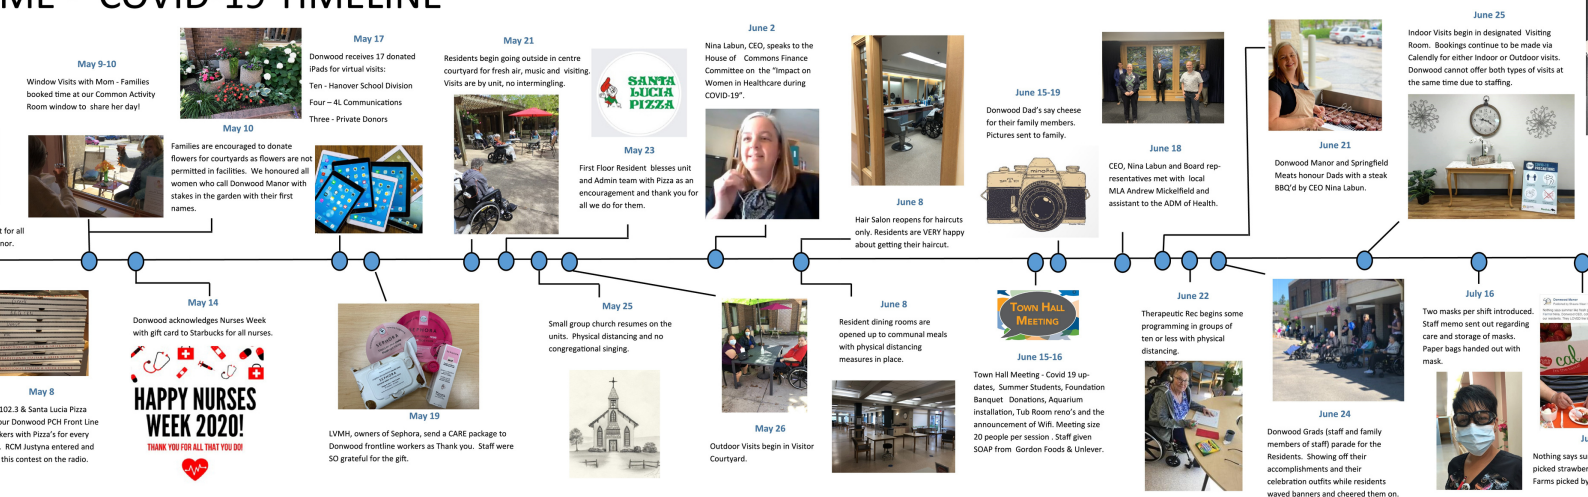 COVID-19 TIMELINE
May 9-10
Window Visits with Mom - Families
booked time at our Common Activity
Room window to share her day!
May 10
Families are encouraged to donate
flowers for courtyards as flowers are not
permitted in facilities. We honoured all
women who call Donwood Manor with
stakes in the garden with their first
names.
May 17
Donwood receives 17 donated
iPads for virtual visits:
Ten - Hanover School Division
Four – 4L Communications
Three - Private Donors
May 21
Residents begin going outside in centre
courtyard for fresh air, music and visiting.
Visits are by unit, no intermingling.
SANTA
LUCIA
PIZZA
May 23
First Floor Resident blesses unit
and Admin team with Pizza as an
encouragement and thank you for
all we do for them.
June 2
Nina Labun, CEO, speaks to the
House of Commons Finance
Committee on the "Impact on
Women in Healthcare during
COVID-19".
June 8
Hair Salon reopens for haircuts
only. Residents are VERY happy
about getting their haircut.
June 15-19
Donwood Dad's say cheese
for their family members.
Pictures sent to family.
minolta
June 18
CEO, Nina Labun and Board rep-
resentatives met with local
MLA Andrew Mickelfield and
assistant to the ADM of Health.
June 21
Donwood Manor and Springfield
Meats honour Dads with a steak
BBQ'd by CEO Nina Labun.
June 25
Indoor Visits begin in designated Visiting
Room. Bookings continue to be made via
Calendly for either Indoor or Outdoor visits.
Donwood cannot offer both types of visits at
the same time due to staffing.
t for all
nor.
May 8
102.3 & Santa Lucia Pizza
our Donwood PCH Front Line
kers with Pizza's for every
. RCM Justyna entered and
this contest on the radio.
May 14
Donwood acknowledges Nurses Week
with gift card to Starbucks for all nurses.
HAPPY NURSES
WEEK 2020!
THANK YOU FOR ALL THAT YOU DO!
SEPHORA
May 19
LVMH, owners of Sephora, send a CARE package to
Donwood frontline workers as Thank you. Staff were
SO grateful for the gift.
May 25
Small group church resumes on the
units. Physical distancing and no
congregational singing.
May 26
Outdoor Visits begin in Visitor
Courtyard.
June 8
Resident dining rooms are
opened up to communal meals
with physical distancing
measures in place.
TOWN HALL
MEETING
June 15-16
Town Hall Meeting - Covid 19 up-
dates, Summer Students, Foundation
Banquet Donations, Aquarium
installation, Tub Room reno's and the
announcement of Wifi. Meeting size
20 people per session . Staff given
SOAP from Gordon Foods & Unlever.
June 22
Therapeutic Rec begins some
programming in groups of
ten or less with physical
distancing.
June 24
Donwood Grads (staff and family
members of staff) parade for the
Residents. Showing off their
accomplishments and their
celebration outfits while residents
waved banners and cheered them on.
July 16
Two masks per shift introduced.
Staff memo sent out regarding
care and storage of masks.
Paper bags handed out with
mask.
Donwood Manor
cal
Ju
Nothing says su
picked strawber
Farms picked by